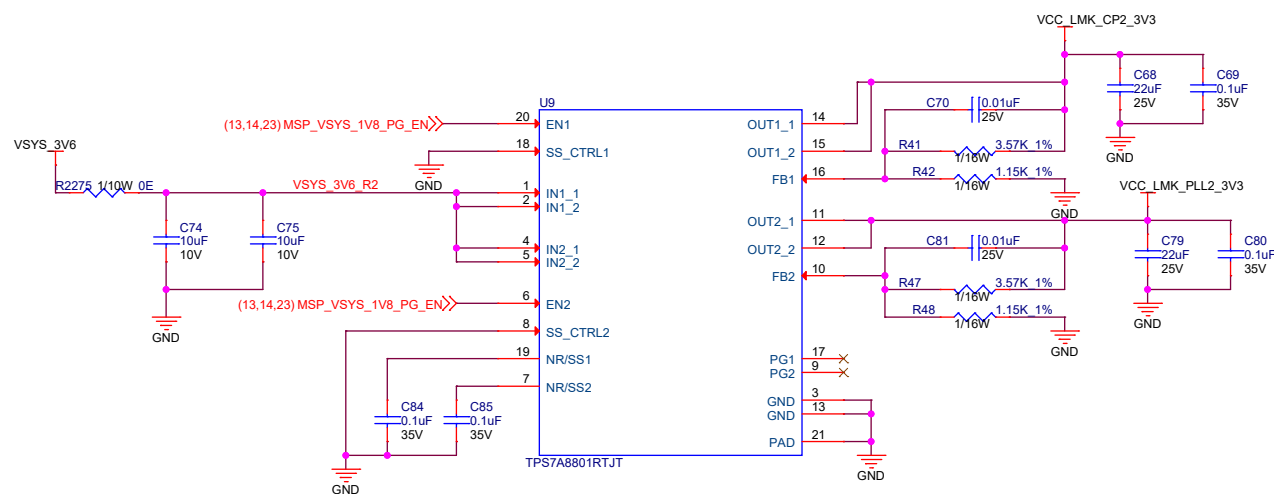 VCC_LMK_CP2_3V3
C68
22uF
25V
C69
0.1uF
35V
GND
GND
U9
(13,14,23) MSP_VSYS_1V8_PG_EN
20
EN1
18
SS_CTRL1
GND
VSYS_3V6
R2275 1/10W 0E
VSYS_3V6_R2
1
IN1_1
2
IN1_2
4
IN2_1
5
IN2_2
C74
10uF
10V
C75
10uF
10V
GND
(13,14,23) MSP_VSYS_1V8_PG_EN
6
EN2
8
SS_CTRL2
19
NR/SS1
7
NR/SS2
C84
0.1uF
35V
C85
0.1uF
35V
GND
TPS7A8801RTJT
OUT1_1
14
OUT1_2
15
FB1
16
C70
0.01uF
25V
R41
3.57K_1%
1/16W
R42
1.15K_1%
1/16W
GND
VCC_LMK_PLL2_3V3
OUT2_1
11
OUT2_2
12
FB2
10
C81
0.01uF
25V
R47
3.57K_1%
1/16W
R48
1.15K_1%
1/16W
GND
C79
22uF
25V
C80
0.1uF
35V
GND
GND
PG1
17
PG2
9
GND
3
GND
13
PAD
21
GND